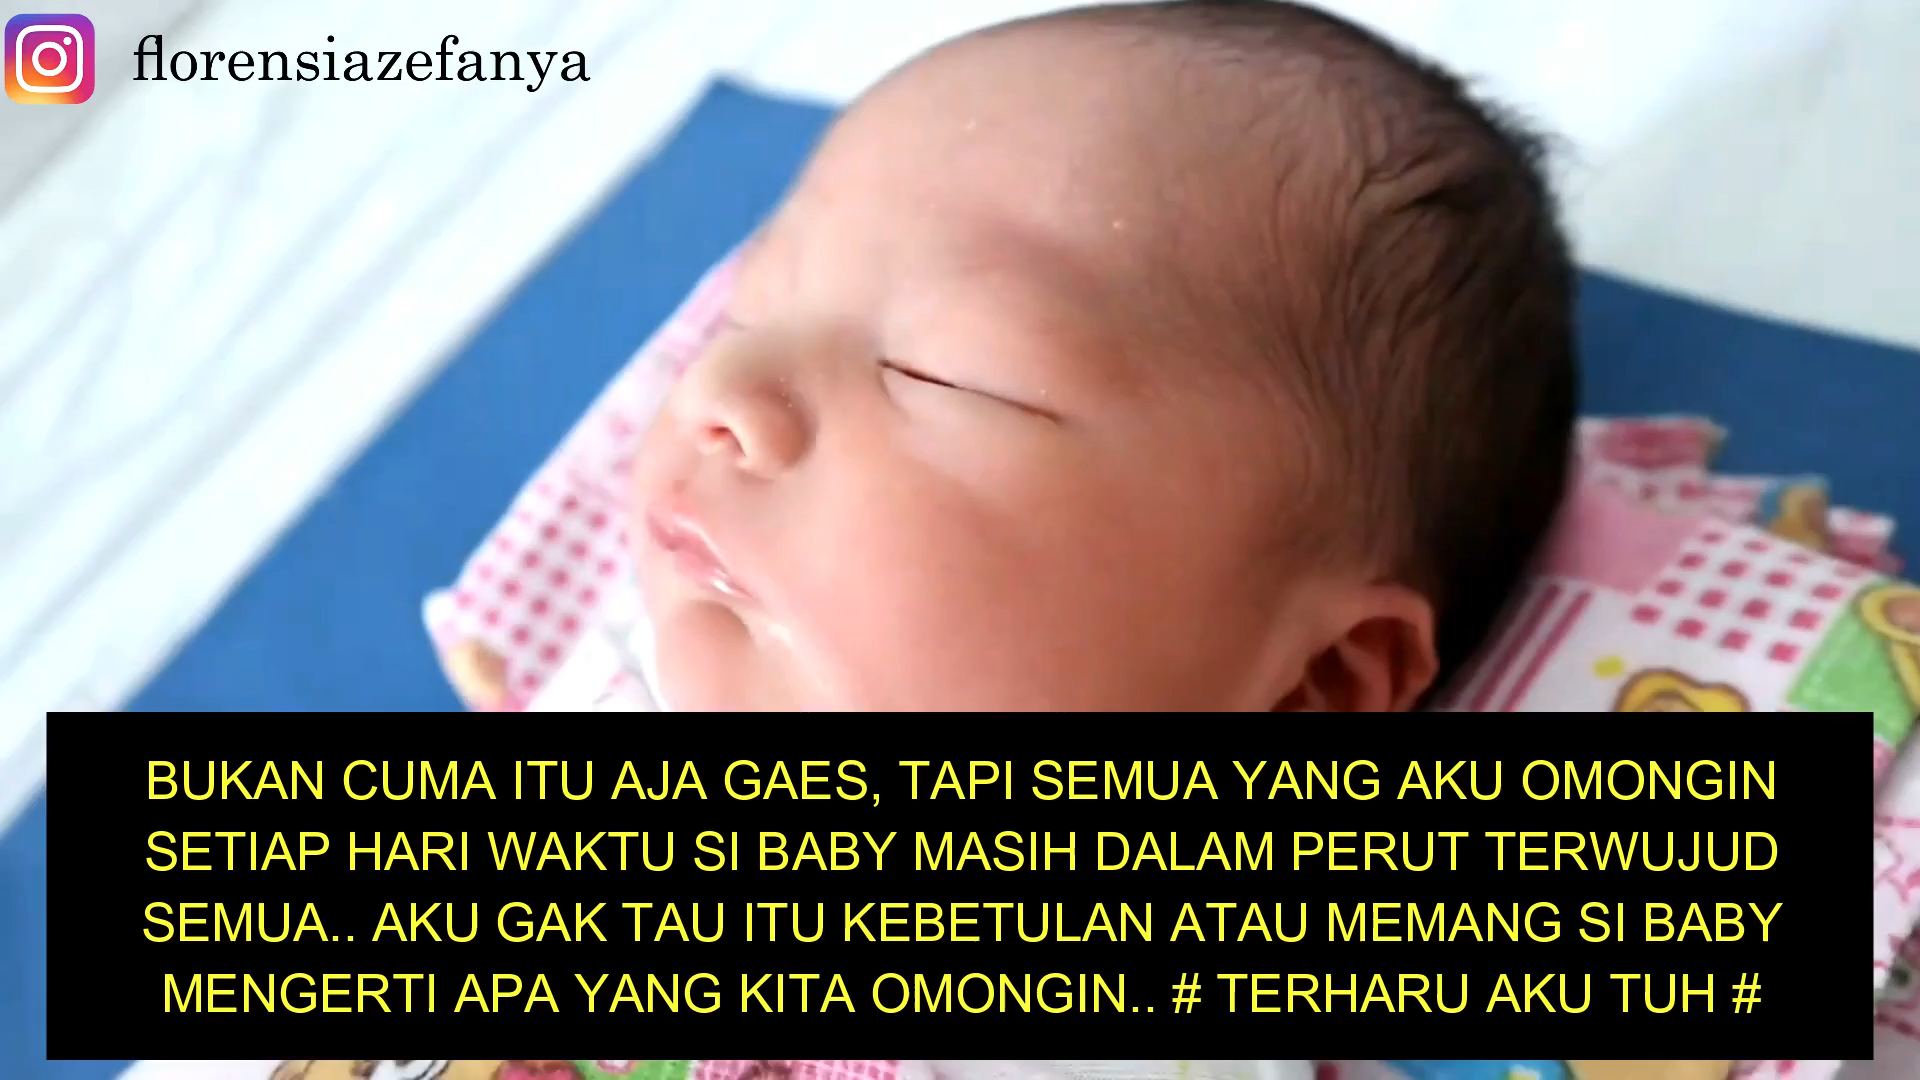 florensiazefanya
BUKAN CUMA ITU AJA GAES, TAPI SEMUA YANG AKU OMONGIN
SETIAP HARI WAKTU SI BABY MASIH DALAM PERUT TERWUJUD
SEMUA.. AKU GAK TAU ITU KEBETULAN ATAU MEMANG SI BABY
MENGERTI APA YANG KITA OMONGIN.. # TERHARU AKU TUH #